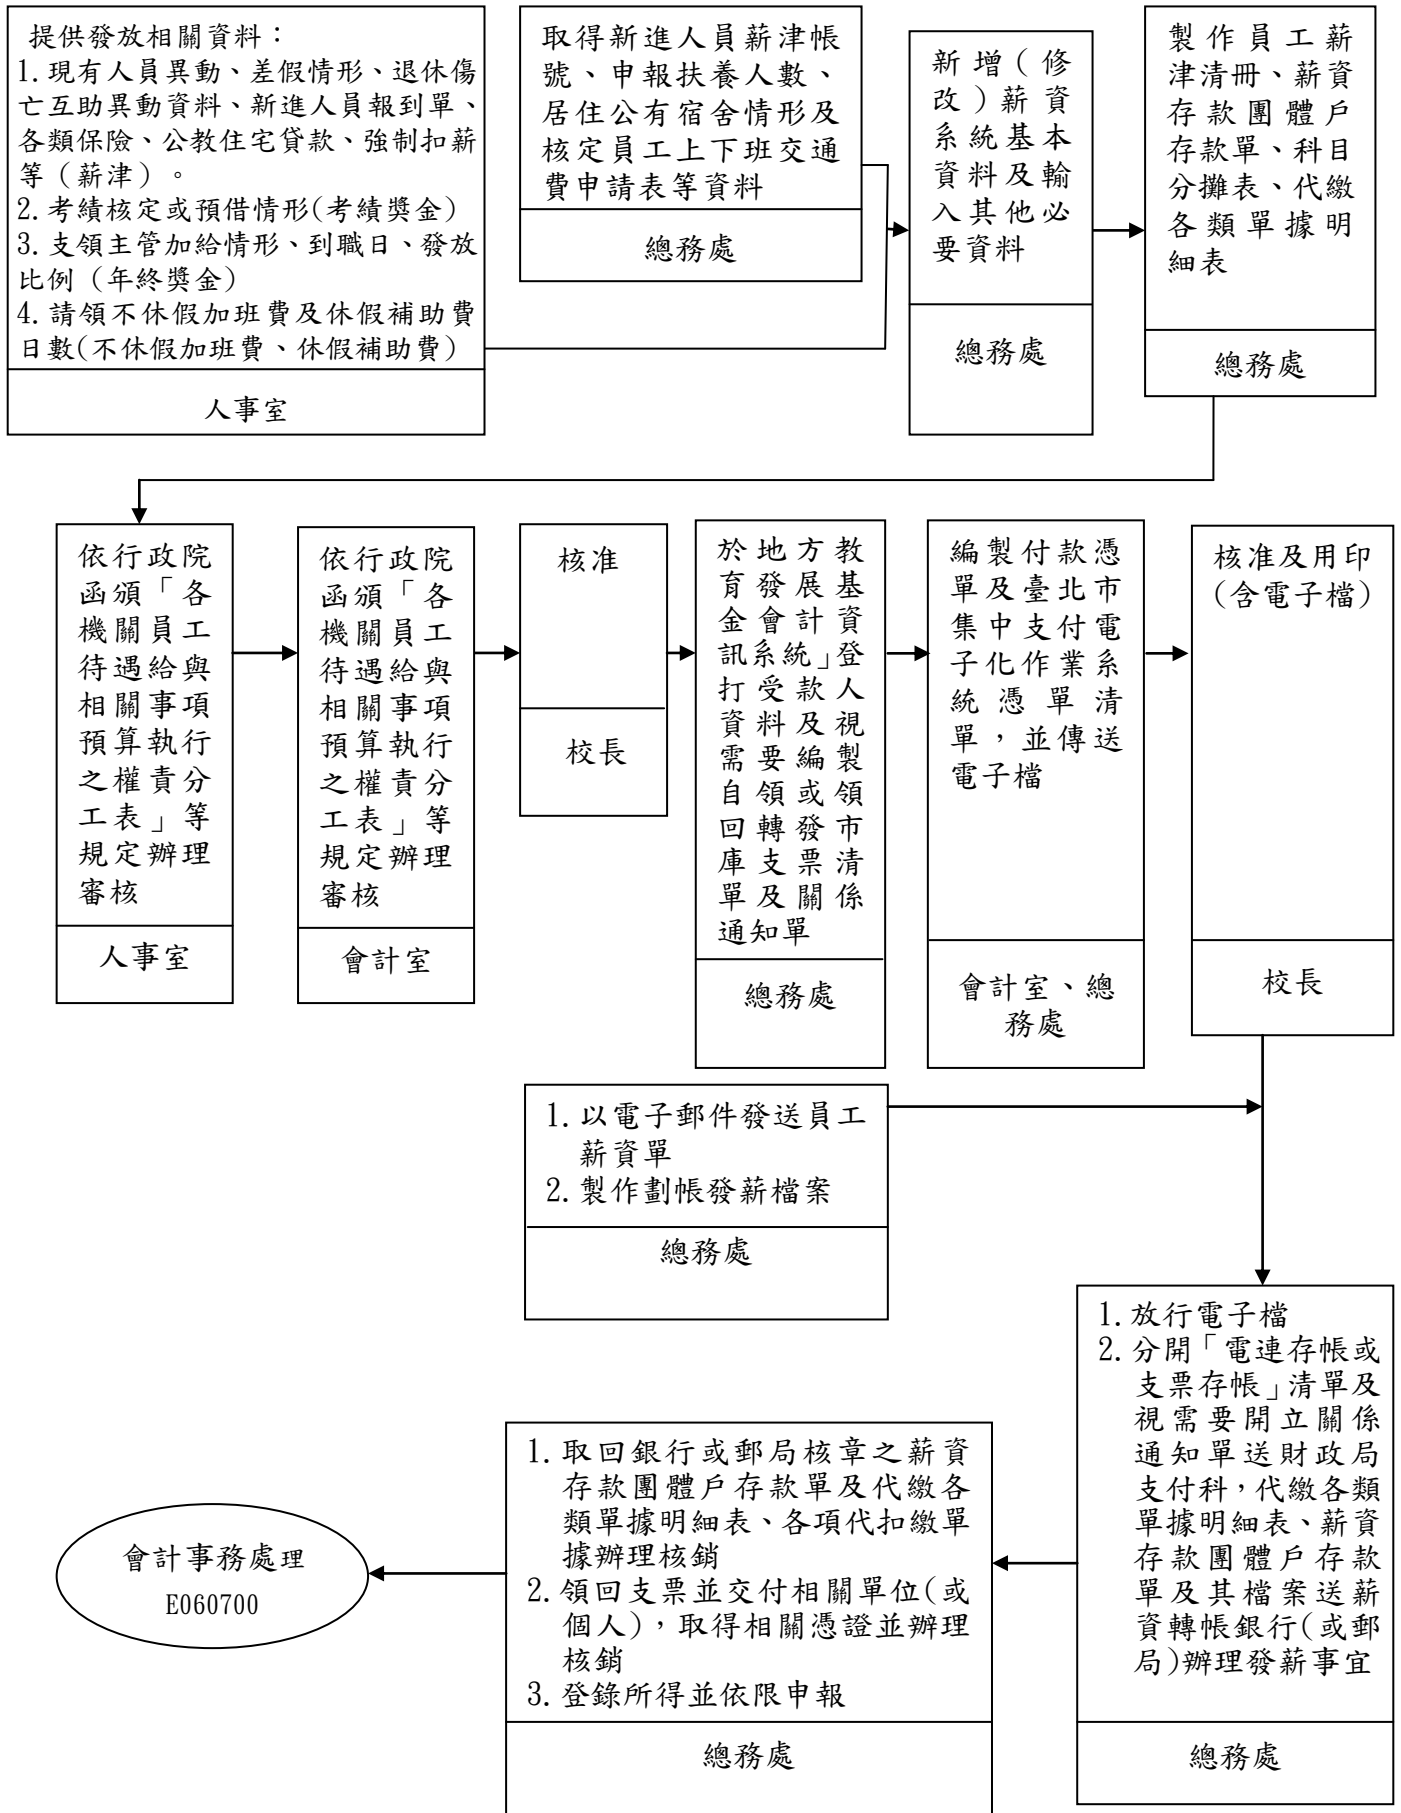 提供發放相關資料：
1.現有人員異動、差假情形、退休傷
亡互助異動資料、新進人員報到單、
各類保險、公教住宅貸款、強制扣薪
等（薪津）。
2.考績核定或預借情形(考績獎金)
3.支領主管加給情形、到職日、發放
比例（年終獎金)
4.請領不休假加班費及休假補助費
日數(不休假加班費、休假補助費)
人事室
取得新進人員薪津帳
號、申報扶養人數、
居住公有宿舍情形及
核定員工上下班交通
費申請表等資料
總務處
新增（修
改）薪資
系統基本
資料及輸
入其他必
要資料
總務處
製作員工薪
津清冊、薪資
存款團體戶
存款單、科目
分攤表、代繳
各類單據明
細表
總務處
依行政院
函頒「各
機關員工
待遇給與
相關事項
預算執行
之權責分
工表」等
規定辦理
審核
人事室
依行政院
函頒「各
機關員工
待遇給與
相關事項
預算執行
之權責分
工表」等
規定辦理
審核
會計室
核准
校長
於地方教
育發展基
金會計資
訊系統」登
打受款人
資料及視
需要編製
自領或領
回轉發市
庫支票清
單及關係
通知單
總務處
編製付款憑
單及臺北市
集中支付電
子化作業系
統憑單清
單，並傳送
電子檔
會計室、總
務處
核准及用印
(含電子檔)
校長
1.以電子郵件發送員工
薪資單
2.製作劃帳發薪檔案
總務處
1.放行電子檔
2.分開「電連存帳或
支票存帳」清單及
視需要開立關係
通知單送財政局
支付科，代繳各類
單據明細表、薪資
存款團體戶存款
單及其檔案送薪
資轉帳銀行(或郵
局)辦理發薪事宜
總務處
1.取回銀行或郵局核章之薪資
存款團體戶存款單及代繳各
類單據明細表、各項代扣繳單
據辦理核銷
2.領回支票並交付相關單位(或
個人)，取得相關憑證並辦理
核銷
3.登錄所得並依限申報
總務處
會計事務處理
E060700